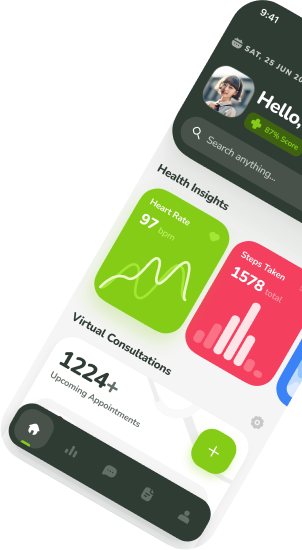 9:41
SAT, 25 JUN 20
Hello,
87% Score
Search anything...
Health Insights
Heart Rate
97 bpm
Steps Taken
1578 total
Virtual Consultations
1224+
Upcoming Appointments